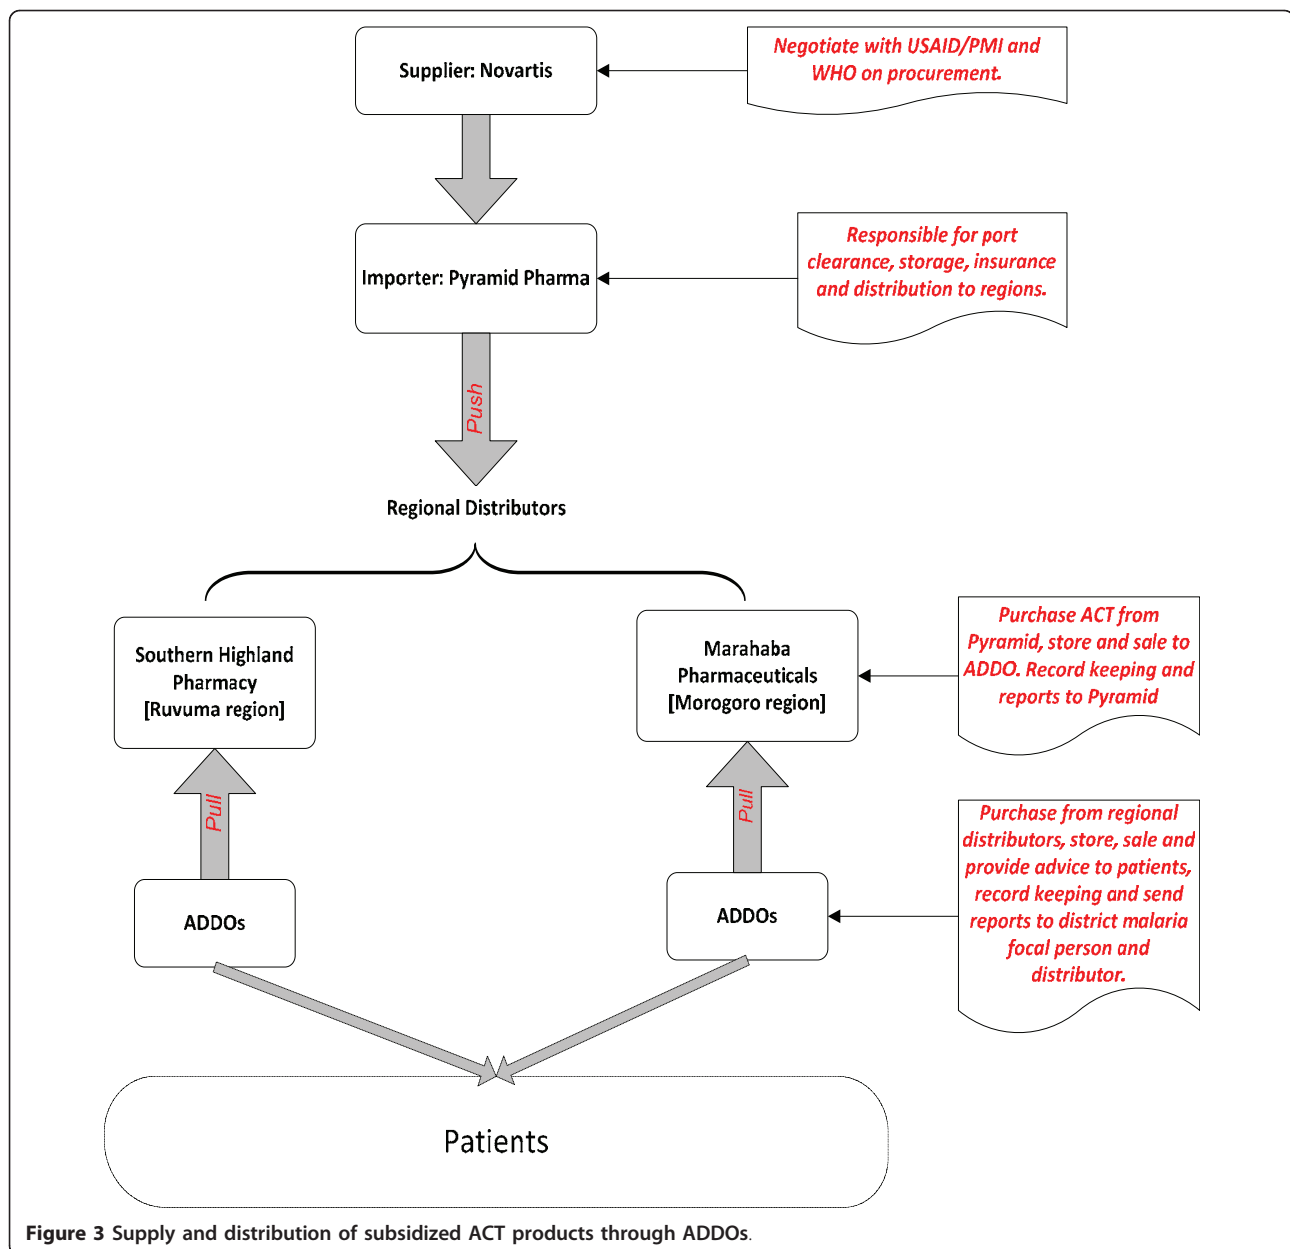 Supplier: Novartis
Negotiate with USAID/PMI and
WHO on procurement.
Importer: Pyramid Pharma
Responsible for port
clearance, storage, insurance
and distribution to regions.
Push
Regional Distributors
Southern Highland
Pharmacy
[Ruvuma region]
Marahaba
Pharmaceuticals
[Morogoro region]
Purchase ACT from
Pyramid, store and sale to
ADDO. Record keeping and
reports to Pyramid
Pull
Pull
ADDOs
ADDOs
Purchase from regional
distributors, store, sale and
provide advice to patients,
record keeping and send
reports to district malaria
focal person and
distributor.
Patients
Figure 3 Supply and distribution of subsidized ACT products through ADDOs.